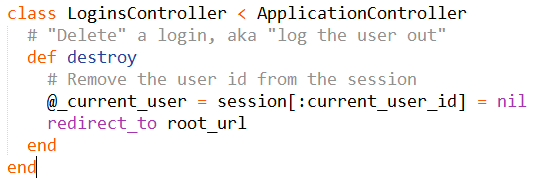 class LoginsController < ApplicationController
  # "Delete" a login, aka "log the user out"
  def destroy
    # Remove the user id from the session
    @_current_user = session[:current_user_id] = nil
    redirect_to root_url
  end
end